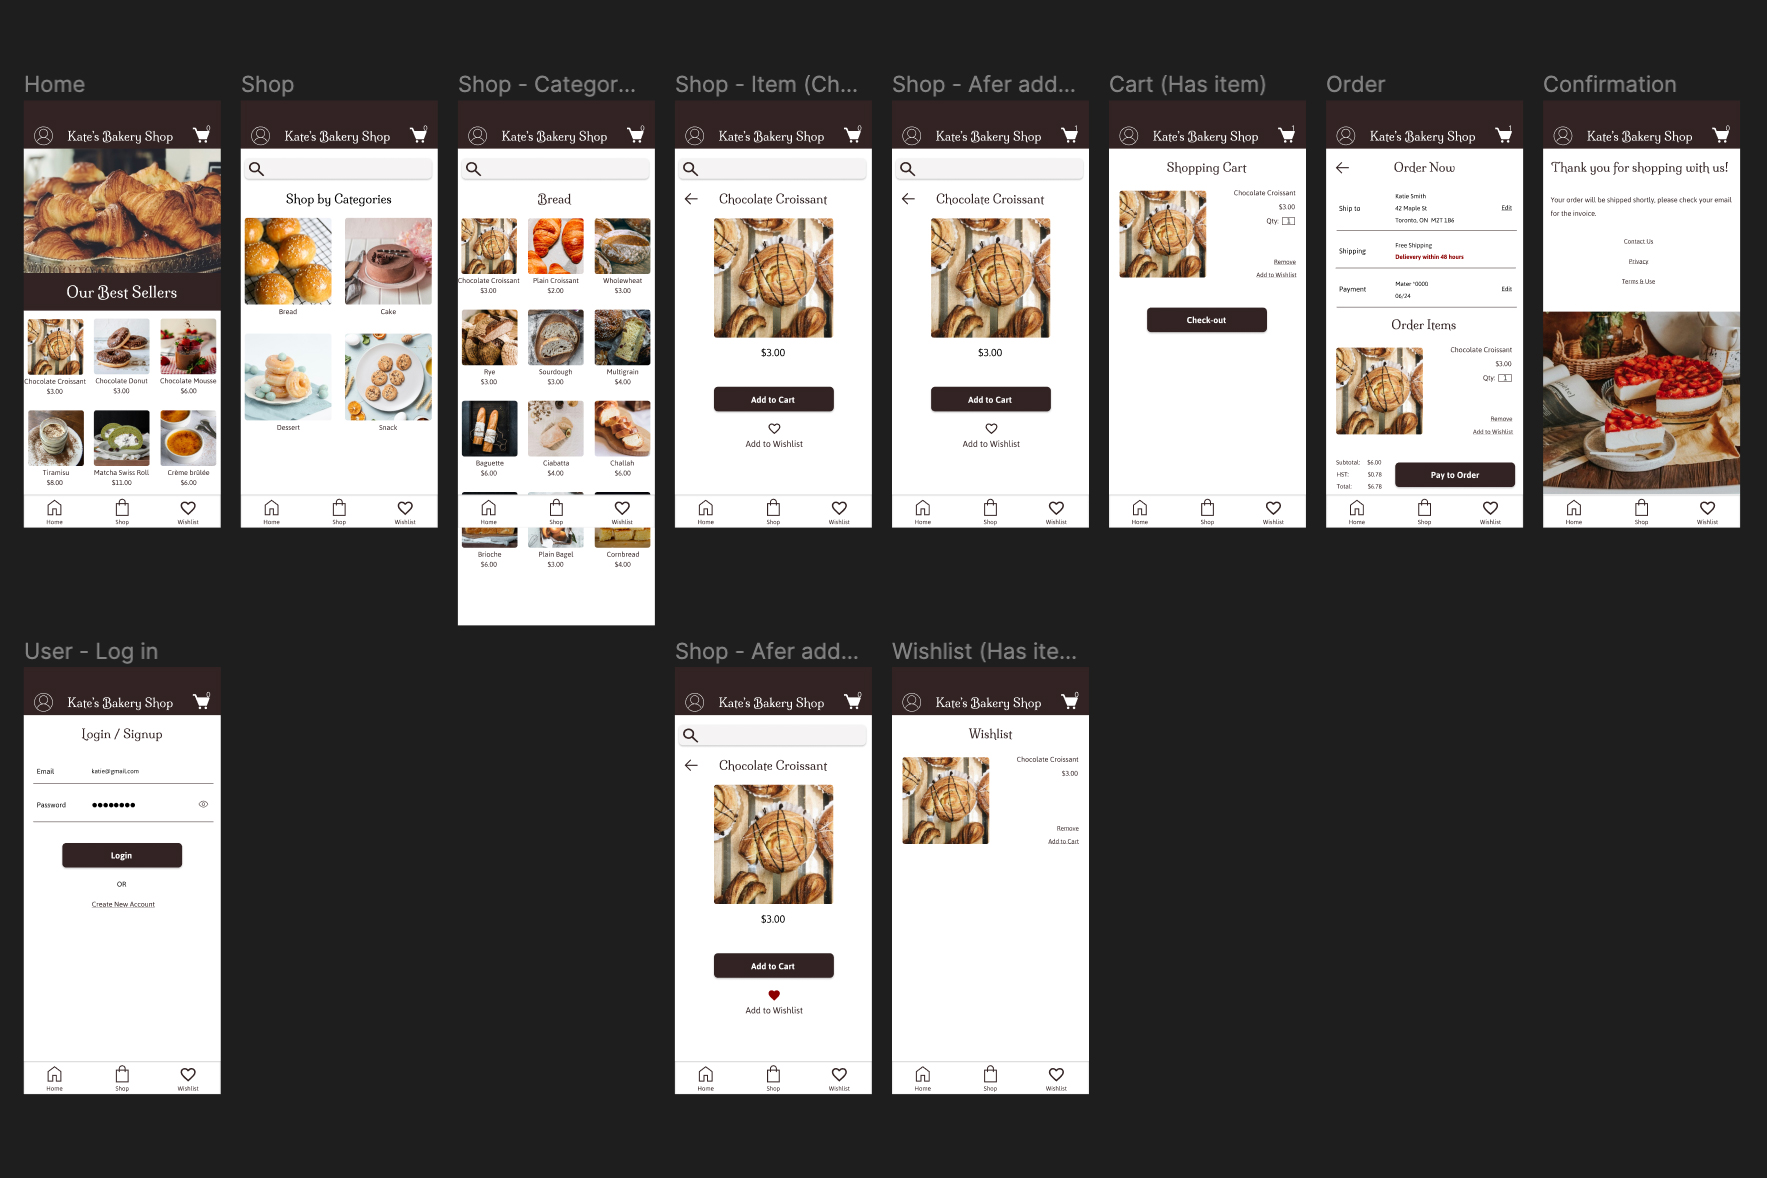 Home
Kate's Bakery Shop
0
Our Best Sellers
Chocolate Croissant
$3.00
Chocolate Donut
$3.00
Chocolate Mousse
$6.00
Tiramisu
$8.00
Matcha Swiss Roll
$11.00
Crème brûlée
$6.00
Home
Shop
Wishlist
Shop
Kate's Bakery Shop
0
Shop by Categories
Bread
Cake
Dessert
Snack
Home
Shop
Wishlist
Shop - Categor...
Kate's Bakery Shop
0
Bread
Chocolate Croissant
$3.00
Plain Croissant
$2.00
Wholewheat
$3.00
Rye
$3.00
Sourdough
$3.00
Multigrain
$4.00
Baguette
$6.00
Ciabatta
$4.00
Challah
$6.00
Home
Shop
Wishlist
Brioche
$6.00
Plain Bagel
$3.00
Cornbread
$4.00
Shop - Item (Ch...
Kate's Bakery Shop
0
Chocolate Croissant
$3.00
Add to Cart
Add to Wishlist
Home
Shop
Wishlist
Shop - Afer add...
Kate's Bakery Shop
1
Chocolate Croissant
$3.00
Add to Cart
Add to Wishlist
Home
Shop
Wishlist
Cart (Has item)
Kate's Bakery Shop
1
Shopping Cart
Chocolate Croissant
$3.00
Qty: 1
Remove
Add to Wishlist
Check-out
Home
Shop
Wishlist
Order
Kate's Bakery Shop
1
Order Now
Ship to
Katie Smith
42 Maple St
Toronto, ON M2T 1B6
Edit
Shipping
Free Shipping
Delievery within 48 hours
Payment
Mater *0000
06/24
Edit
Order Items
Chocolate Croissant
$3.00
Qty: 1
Remove
Add to Wishlist
Subtotal: $6.00
HST: $0.78
Total: $6.78
Pay to Order
Home
Shop
Wishlist
Confirmation
Kate's Bakery Shop
0
Thank you for shopping with us!
Your order will be shipped shortly, please check your email
for the invoice.
Contact Us
Privacy
Terms & Use
Home
Shop
Wishlist
User - Log in
Kate's Bakery Shop
0
Login / Signup
Email katie@gmail.com
Password
Login
OR
Create New Account
Home
Shop
Wishlist
Shop - Afer add...
Kate's Bakery Shop
0
Chocolate Croissant
$3.00
Add to Cart
Add to Wishlist
Home
Shop
Wishlist
Wishlist (Has ite...
Kate's Bakery Shop
0
Wishlist
Chocolate Croissant
$3.00
Remove
Add to Cart
Home
Shop
Wishlist